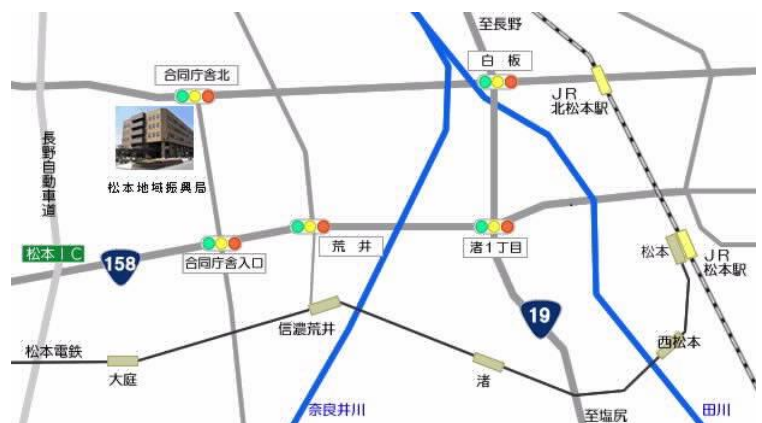 至長野
合同庁舎北
白 板
JR
北松本駅
長野自動車道
松本地域振興局
松本IC
158
合同庁舎入口
荒 井
渚1丁目
松本
JR
松本駅
信濃荒井
19
松本電鉄
大庭
渚
西松本
奈良井川
至塩尻
田川